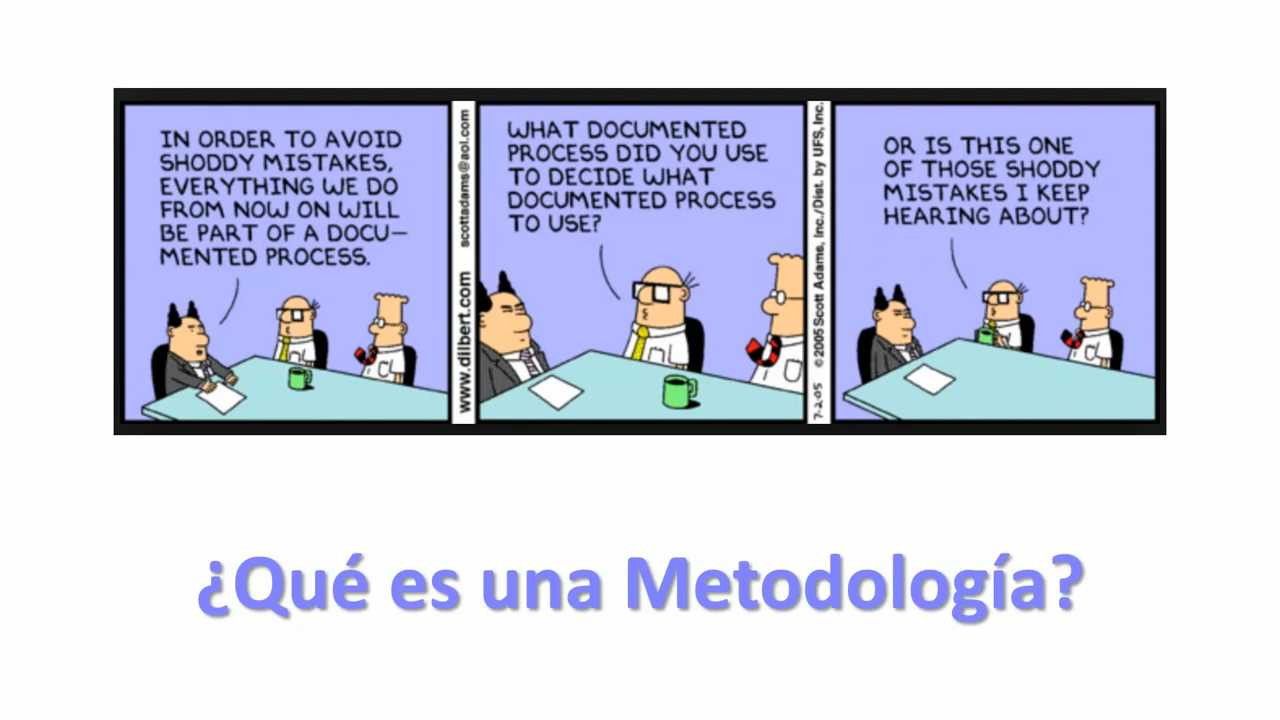 IN ORDER TO AVOID
SHODDY MISTAKES,
EVERYTHING WE DO
FROM NOW ON WILL
BE PART OF A DOCU–
MENTED PROCESS.
www.dilbert.com scottadams@aol.com
WHAT DOCUMENTED
PROCESS DID YOU USE
TO DECIDE WHAT
DOCUMENTED PROCESS
TO USE?
7-2-05 ©2005 Scott Adams, Inc./Dist. by UFS, Inc.
OR IS THIS ONE
OF THOSE SHODDY
MISTAKES I KEEP
HEARING ABOUT?
¿Qué es una Metodología?